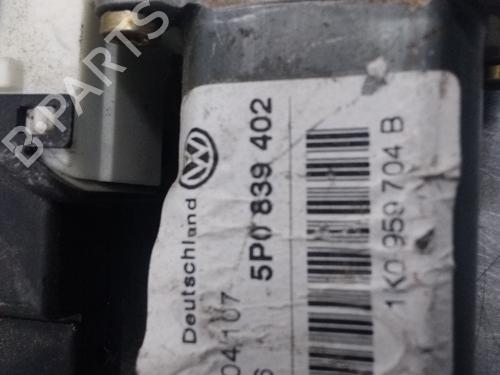 B-PARTS
Deutschland
5P0 839 402
1K0 959 704 B